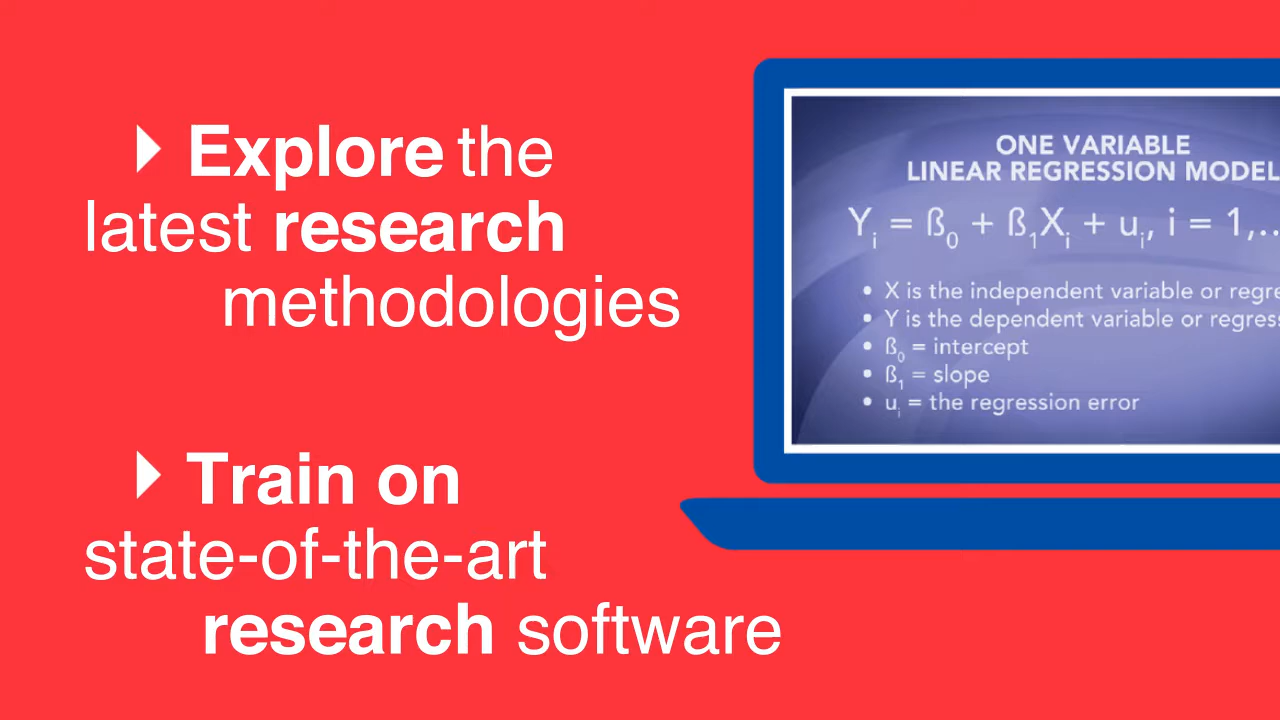 Explore the
latest research
methodologies
Train on
state-of-the-art
research software
ONE VARIABLE
LINEAR REGRESSION MODEL
Yi = ß0 + ß1Xi + ui, i = 1,..
• X is the independent variable or
• Y is the dependent variable or
• ß0 = intercept
• ß1 = slope
• ui = the regression error